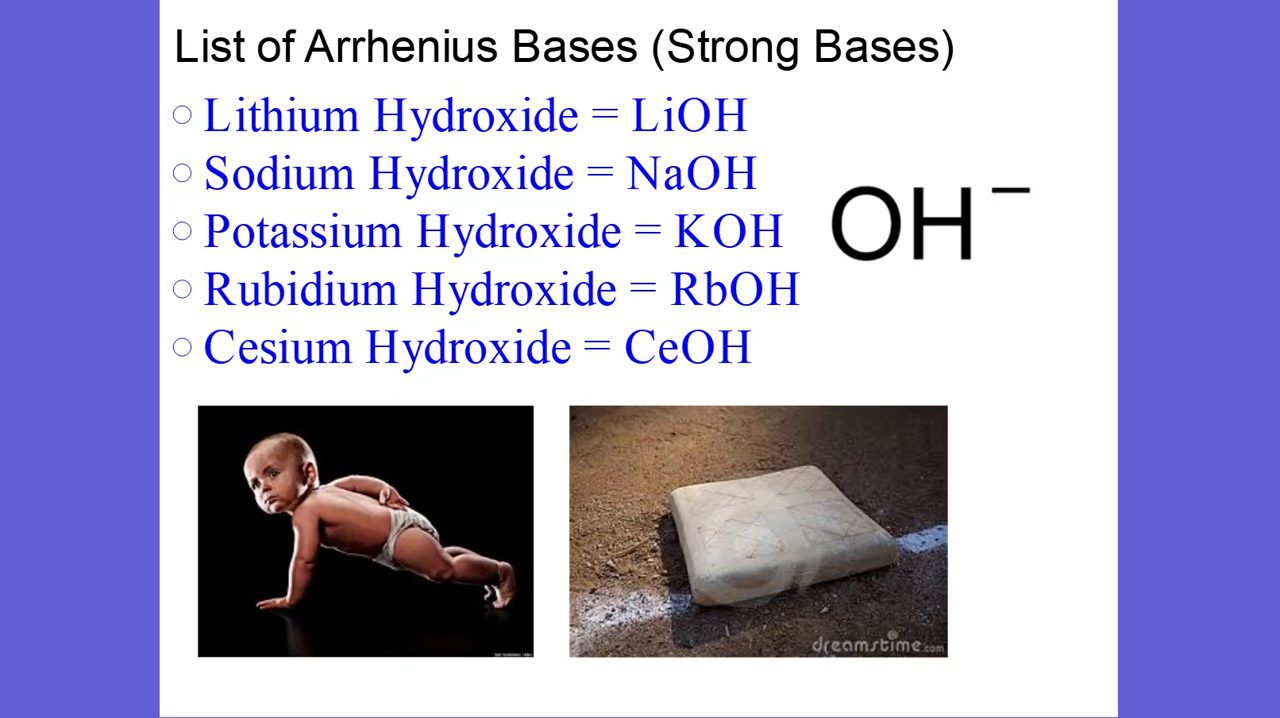 List of Arrhenius Bases (Strong Bases)
Lithium Hydroxide = LiOH
Sodium Hydroxide = NaOH
Potassium Hydroxide = KOH
Rubidium Hydroxide = RbOH
Cesium Hydroxide = CeOH
OH⁻
dreamstime.com